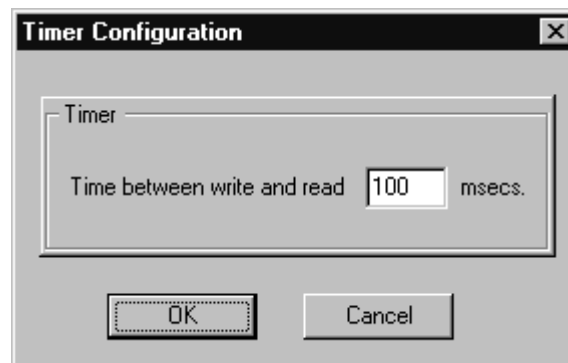 Timer Configuration
Timer
Time between write and read 100 msecs.
OK Cancel